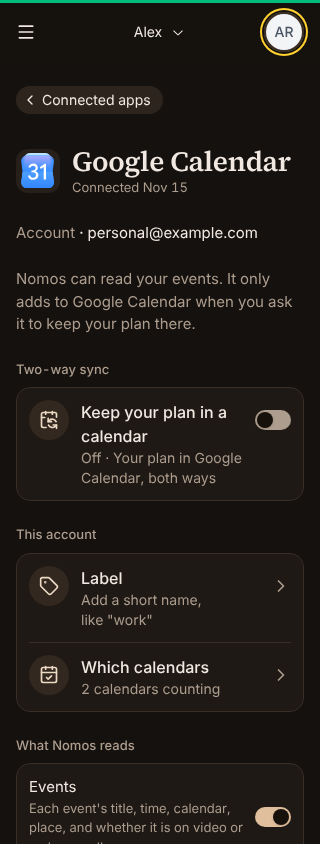 Alex
AR
Connected apps
31
Google Calendar
Connected Nov 15
Account · personal@example.com
Nomos can read your events. It only
adds to Google Calendar when you ask
it to keep your plan there.
Two-way sync
Keep your plan in a
calendar
Off · Your plan in Google
Calendar, both ways
This account
Label
Add a short name,
like "work"
Which calendars
2 calendars counting
What Nomos reads
Events
Each event's title, time, calendar,
place, and whether it is on video or